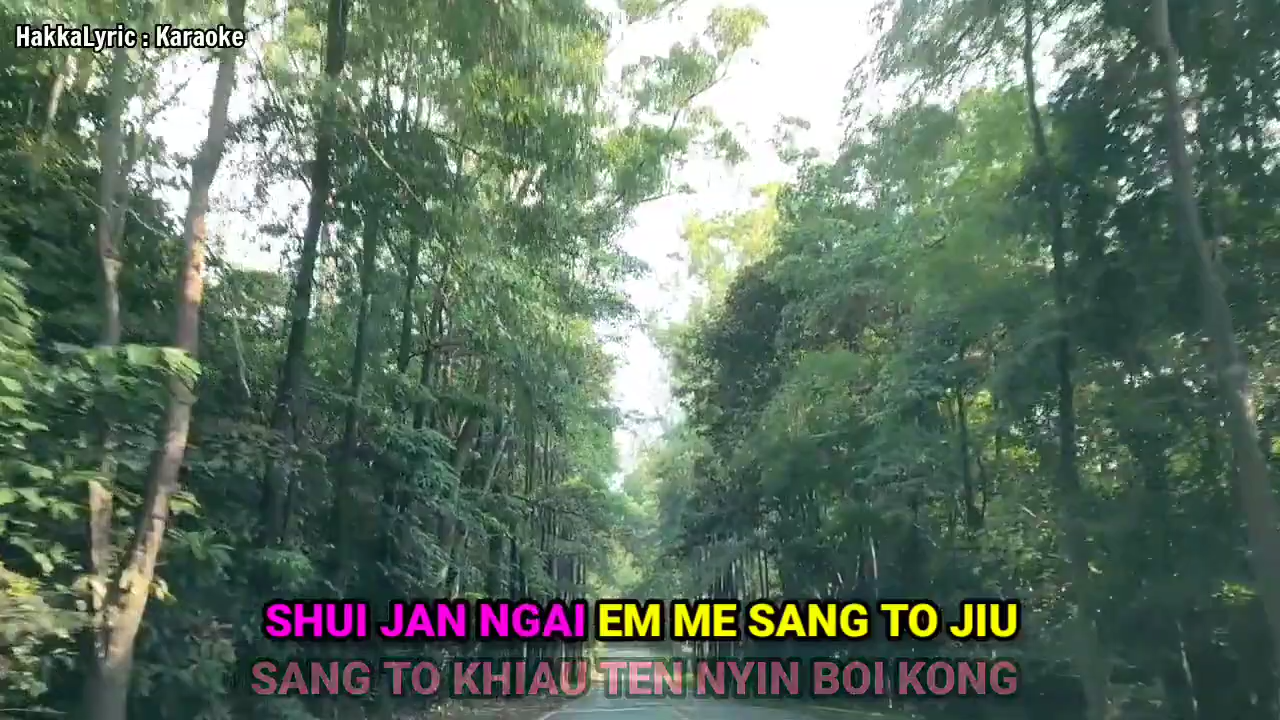 HakkaLyric : Karaoke
SHUI JAN NGAI EM ME SANG TO JIU
SANG TO KHIAU TEN NYIN BOI KONG